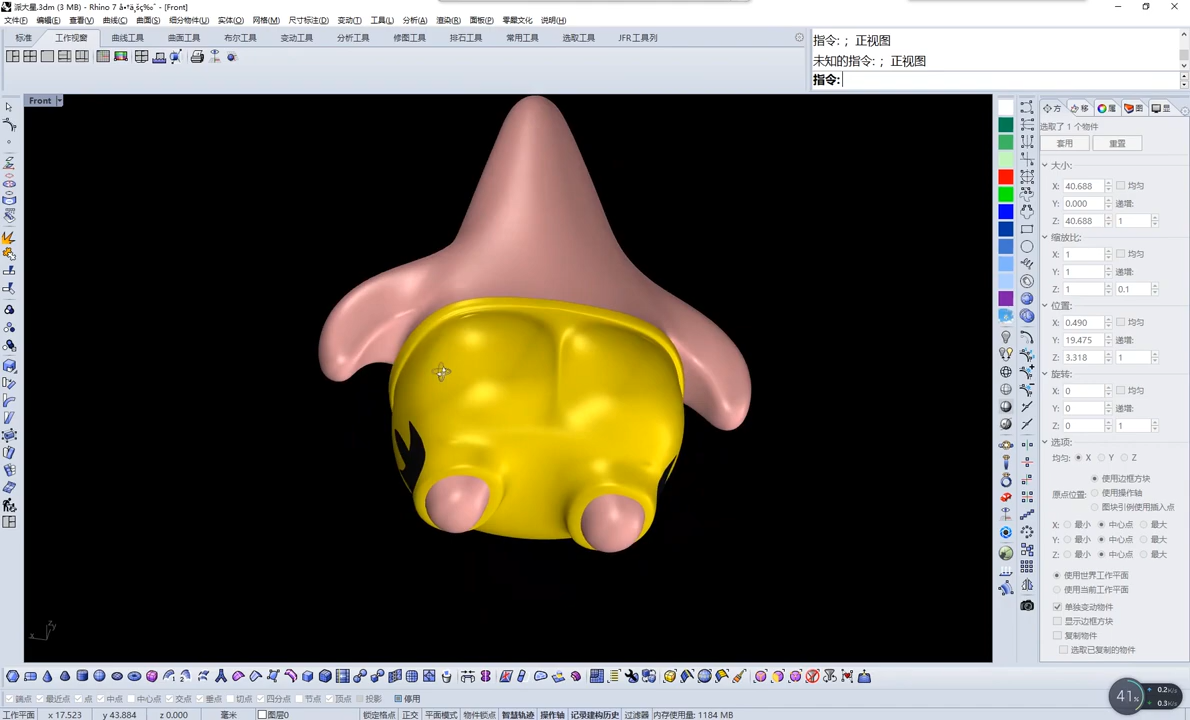 派大星.3dm (3 MB) - Rhino 7 - [Front]
文件(F) 编辑(E) 查看(V) 曲线(C) 曲面(S) 细分物件(U) 实体(O) 网格(M) 尺寸标注(D) 变动(T) 工具(L) 分析(A) 渲染(R) 面板(P) 零犀文化 说明(H)
标准 工作视窗 曲线工具 曲面工具 布尔工具 变动工具 分析工具 修图工具 排石工具 常用工具 选取工具 JFR工具列
指令: ; 正视图
未知的指令: ; 正视图
指令:
Front
方 移 属 图 显
选取了 1 个物件
套用 重置
大小:
X: 40.688 均匀
Y: 0.000 递增:
Z: 40.688 1
缩放比:
X: 1 均匀
Y: 1 递增:
Z: 1 0.1
位置:
X: 0.490 均匀
Y: 19.475 递增:
Z: 3.318 1
旋转:
X: 0 均匀
Y: 0 递增:
Z: 0 1
选项:
均匀: X Y Z
使用边框方块
原点位置: 使用操作轴
图块引例使用插入点
X: 最小 中心点 最大
Y: 最小 中心点 最大
Z: 最小 中心点 最大
使用世界工作平面
使用当前工作平面
单独变动物件
显示边框方块
复制物件
选取已复制的物件
z y
x
端点 最近点 点 中点 中心点 交点 垂点 切点 四分点 节点 顶点 投影 停用
工作平面 x 17.523 y 43.884 z 0.000 毫米 图层0 锁定格点 正交 平面模式 物件锁点 智慧轨迹 操作轴 记录建构历史 过滤器 内存使用量: 1184 MB
41% 0.2K/s
0.3K/s